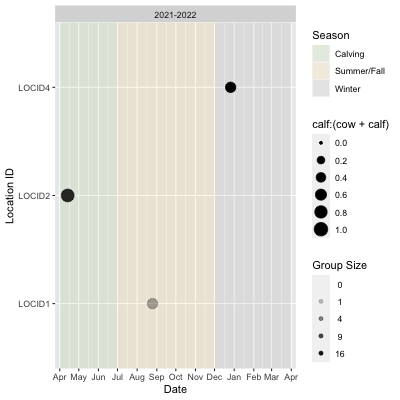 2021-2022
LOCID4
LOCID2
LOCID1
Location ID
Apr May Jun Jul Aug Sep Oct Nov Dec Jan Feb Mar Apr
Date
Season
Calving
Summer/Fall
Winter
calf:(cow + calf)
0.0
0.2
0.4
0.6
0.8
1.0
Group Size
0
1
4
9
16